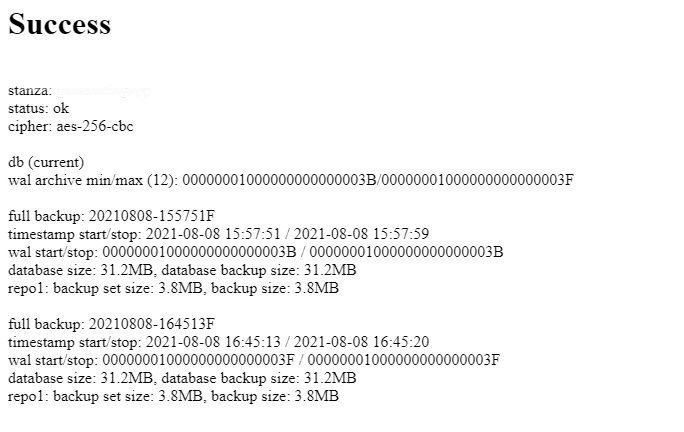 Success
stanza:
status: ok
cipher: aes-256-cbc
db (current)
wal archive min/max (12): 00000001000000000000003B/00000001000000000000003F
full backup: 20210808-155751F
timestamp start/stop: 2021-08-08 15:57:51 / 2021-08-08 15:57:59
wal start/stop: 00000001000000000000003B / 00000001000000000000003B
database size: 31.2MB, database backup size: 31.2MB
repo1: backup set size: 3.8MB, backup size: 3.8MB
full backup: 20210808-164513F
timestamp start/stop: 2021-08-08 16:45:13 / 2021-08-08 16:45:20
wal start/stop: 00000001000000000000003F / 00000001000000000000003F
database size: 31.2MB, database backup size: 31.2MB
repo1: backup set size: 3.8MB, backup size: 3.8MB